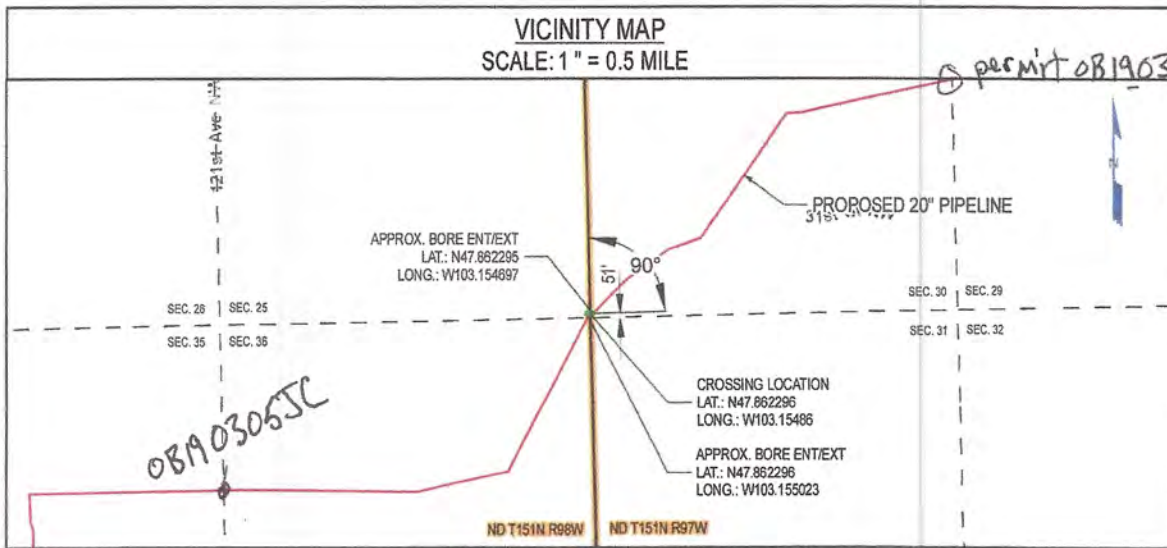 VICINITY MAP
SCALE: 1 " = 0.5 MILE
permit OB1903
121st Ave NW
N
PROPOSED 20" PIPELINE
APPROX. BORE ENT/EXT
LAT.: N47.862295
LONG.: W103.154697
51'
90°
SEC. 26
SEC. 25
SEC. 30
SEC. 29
SEC. 35
SEC. 36
SEC. 31
SEC. 32
CROSSING LOCATION
LAT.: N47.862296
LONG.: W103.15486
APPROX. BORE ENT/EXT
LAT.: N47.862296
LONG.: W103.155023
OB190305JC
ND T151N R98W
ND T151N R97W